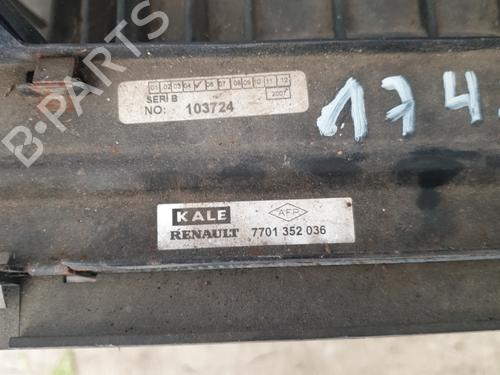 01 02 03 04 06 07 08 09 10 11 12
SERİ B 2007
NO: 103724
174
KALE AFP
RENAULT 7701 352 036
B-PARTS